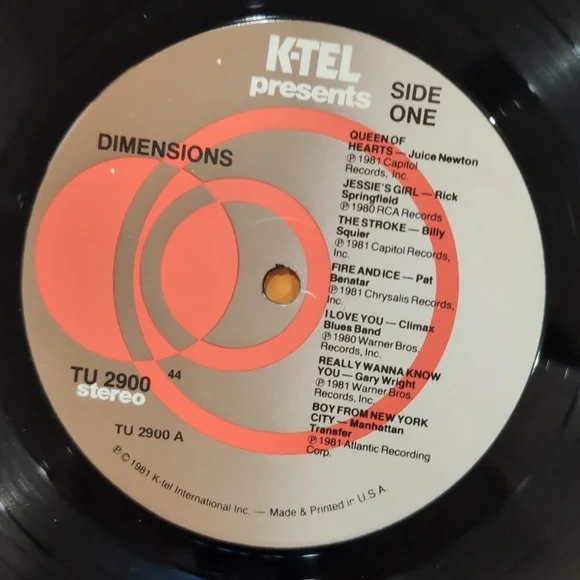 K-TEL
presents
SIDE
ONE
DIMENSIONS
QUEEN OF
HEARTS — Juice Newton
℗ 1981 Capitol
Records, Inc.
JESSIE'S GIRL — Rick
Springfield
℗ 1980 RCA Records
THE STROKE — Billy
Squier
℗ 1981 Capitol Records,
Inc.
FIRE AND ICE — Pat
Benatar
℗ 1981 Chrysalis Records,
Inc.
I LOVE YOU — Climax
Blues Band
℗ 1980 Warner Bros.
Records, Inc.
REALLY WANNA KNOW
YOU — Gary Wright
℗ 1981 Warner Bros.
Records, Inc.
BOY FROM NEW YORK
CITY — Manhattan
Transfer
℗ 1981 Atlantic Recording
Corp.
TU 2900 44
stereo
TU 2900 A
℗ © 1981 K-tel International Inc. — Made & Printed in U.S.A.